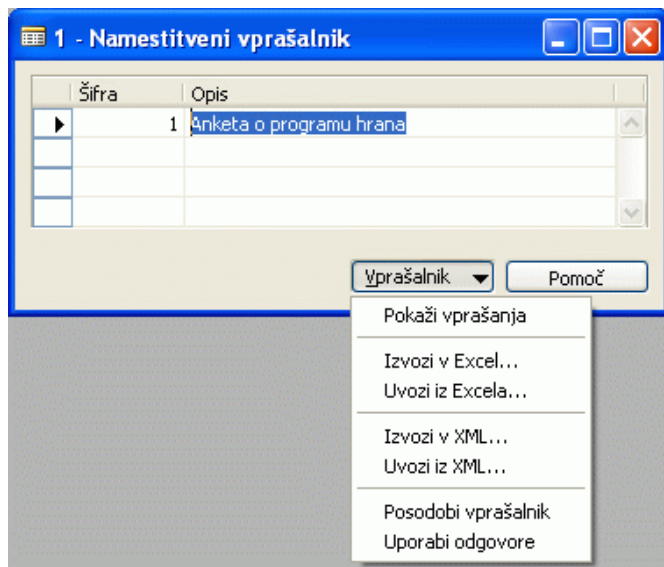 1 - Namestitveni vprašalnik
Šifra Opis
1 Anketa o programu hrana
Vprašalnik Pomoč
Pokaži vprašanja
Izvozi v Excel...
Uvozi iz Excela...
Izvozi v XML...
Uvozi iz XML...
Posodobi vprašalnik
Uporabi odgovore